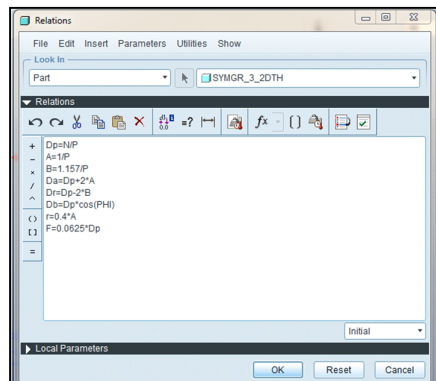 Relations
File Edit Insert Parameters Utilities Show
Look In
Part SYMGR_3_2DTH
Relations
=? fx ( )
+ Dp=N/P
- A=1/P
× B=1.157/P
/ Da=Dp+2*A
^ Dr=Dp-2*B
Db=Dp*cos(PHI)
( ) r=0.4*A
[ ] F=0.0625*Dp
=
Initial
Local Parameters
OK Reset Cancel